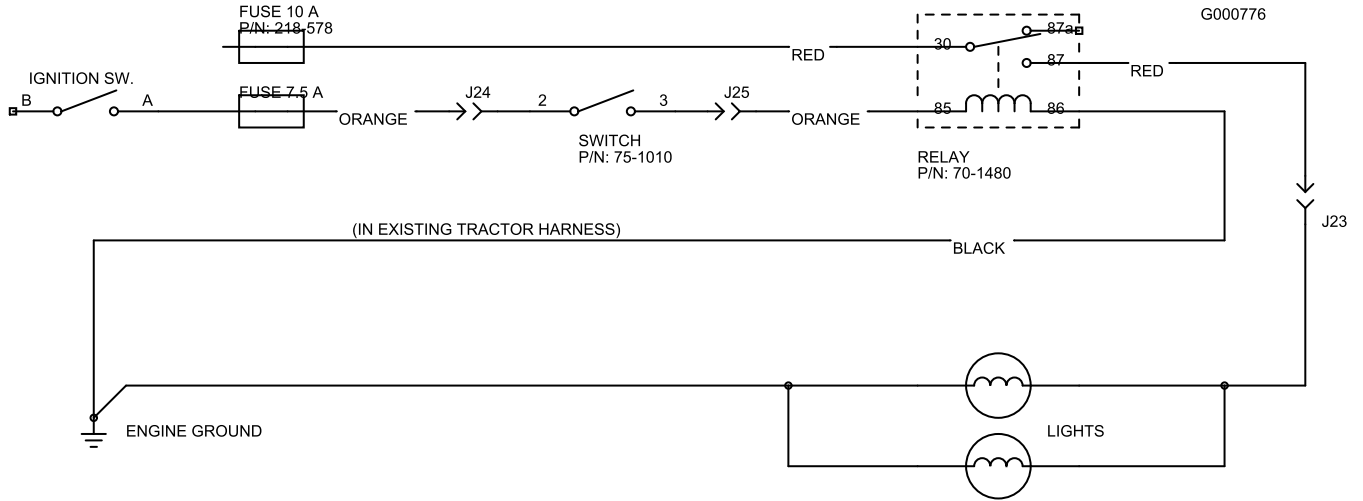 FUSE 10 A
P/N: 218-578
G000776
30
87a
RED
87
RED
IGNITION SW.
B
A
FUSE 7.5 A
ORANGE
J24
2
3
J25
ORANGE
85
86
SWITCH
P/N: 75-1010
RELAY
P/N: 70-1480
J23
(IN EXISTING TRACTOR HARNESS)
BLACK
ENGINE GROUND
LIGHTS